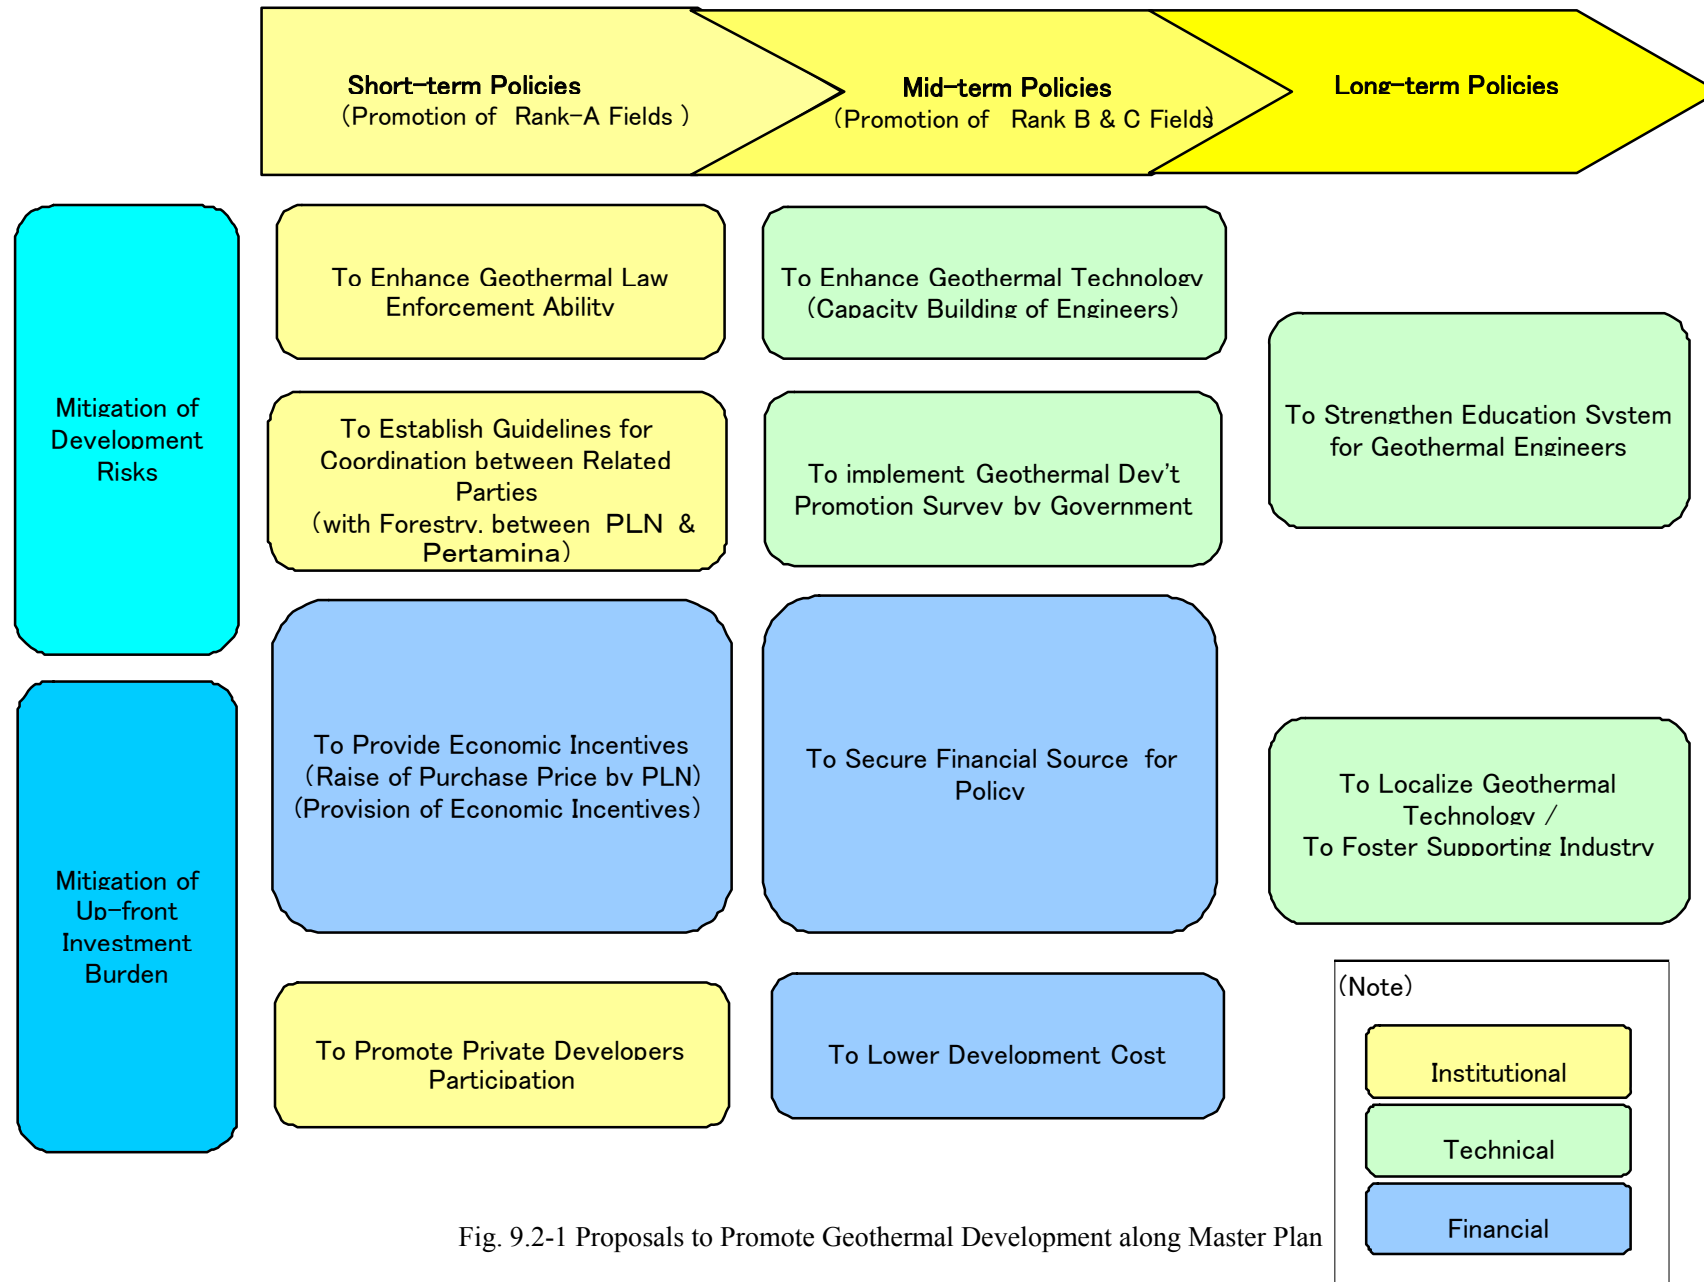 Short-term Policies
(Promotion of Rank-A Fields )
Mid-term Policies
(Promotion of Rank B & C Fields)
Long-term Policies
Mitigation of
Development
Risks
To Enhance Geothermal Law
Enforcement Ability
To Establish Guidelines for
Coordination between Related
Parties
(with Forestry, between PLN &
Pertamina)
To Enhance Geothermal Technology
(Capacity Building of Engineers)
To implement Geothermal Dev't
Promotion Survey by Government
To Strengthen Education System
for Geothermal Engineers
Mitigation of
Up-front
Investment
Burden
To Provide Economic Incentives
(Raise of Purchase Price by PLN)
(Provision of Economic Incentives)
To Secure Financial Source for
Policy
To Localize Geothermal
Technology /
To Foster Supporting Industry
To Promote Private Developers
Participation
To Lower Development Cost
(Note)
Institutional
Technical
Financial
Fig. 9.2-1 Proposals to Promote Geothermal Development along Master Plan